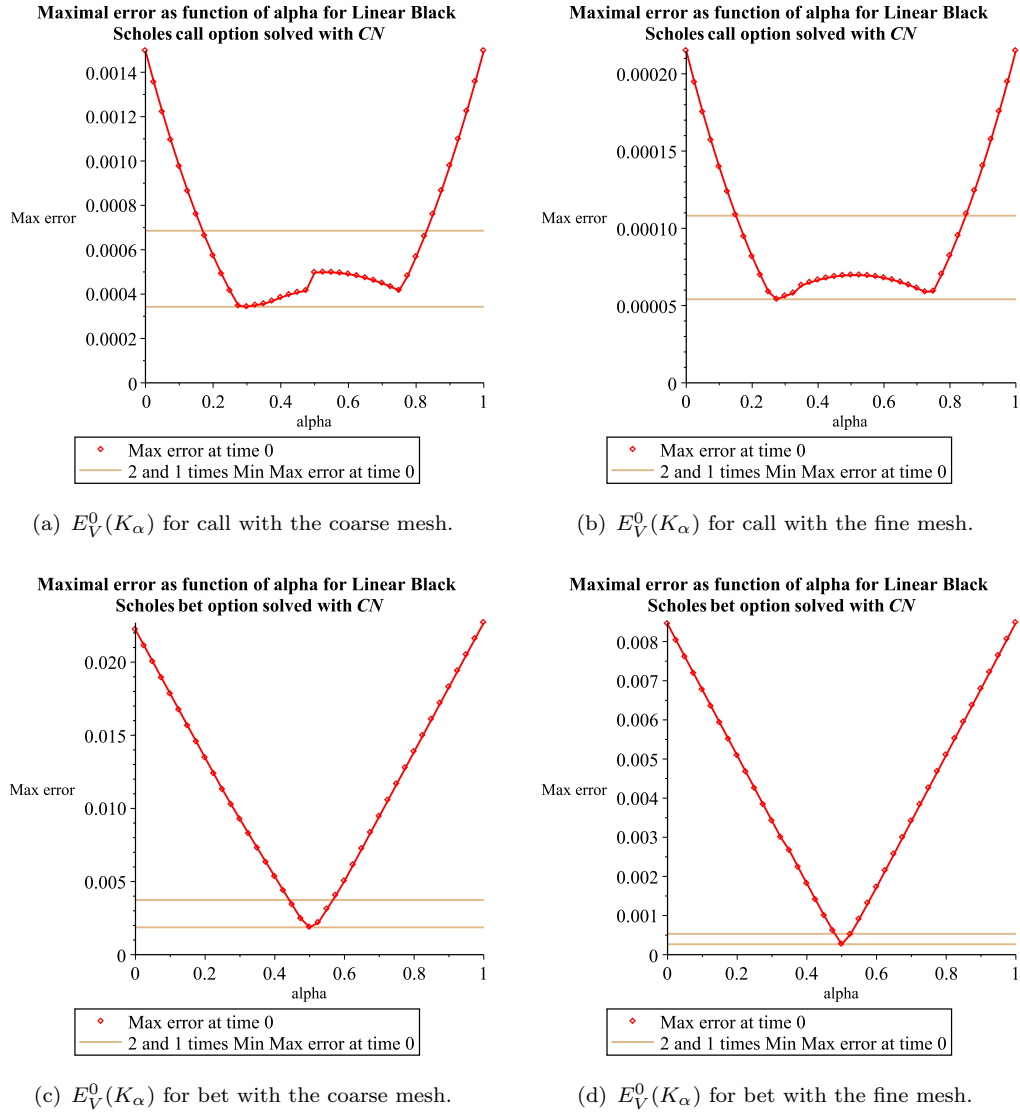 Maximal error as function of alpha for Linear Black
Scholes call option solved with CN
0.0014
0.0012
0.0010
0.0008
Max error
0.0006
0.0004
0.0002
0
0 0.2 0.4 0.6 0.8 1
alpha
Max error at time 0
2 and 1 times Min Max error at time 0
(a) E_V^0(K_α) for call with the coarse mesh.
Maximal error as function of alpha for Linear Black
Scholes call option solved with CN
0.00020
0.00015
Max error
0.00010
0.00005
0
0 0.2 0.4 0.6 0.8 1
alpha
Max error at time 0
2 and 1 times Min Max error at time 0
(b) E_V^0(K_α) for call with the fine mesh.
Maximal error as function of alpha for Linear Black
Scholes bet option solved with CN
0.020
0.015
Max error
0.010
0.005
0
0 0.2 0.4 0.6 0.8 1
alpha
Max error at time 0
2 and 1 times Min Max error at time 0
(c) E_V^0(K_α) for bet with the coarse mesh.
Maximal error as function of alpha for Linear Black
Scholes bet option solved with CN
0.008
0.007
0.006
0.005
Max error
0.004
0.003
0.002
0.001
0
0 0.2 0.4 0.6 0.8 1
alpha
Max error at time 0
2 and 1 times Min Max error at time 0
(d) E_V^0(K_α) for bet with the fine mesh.